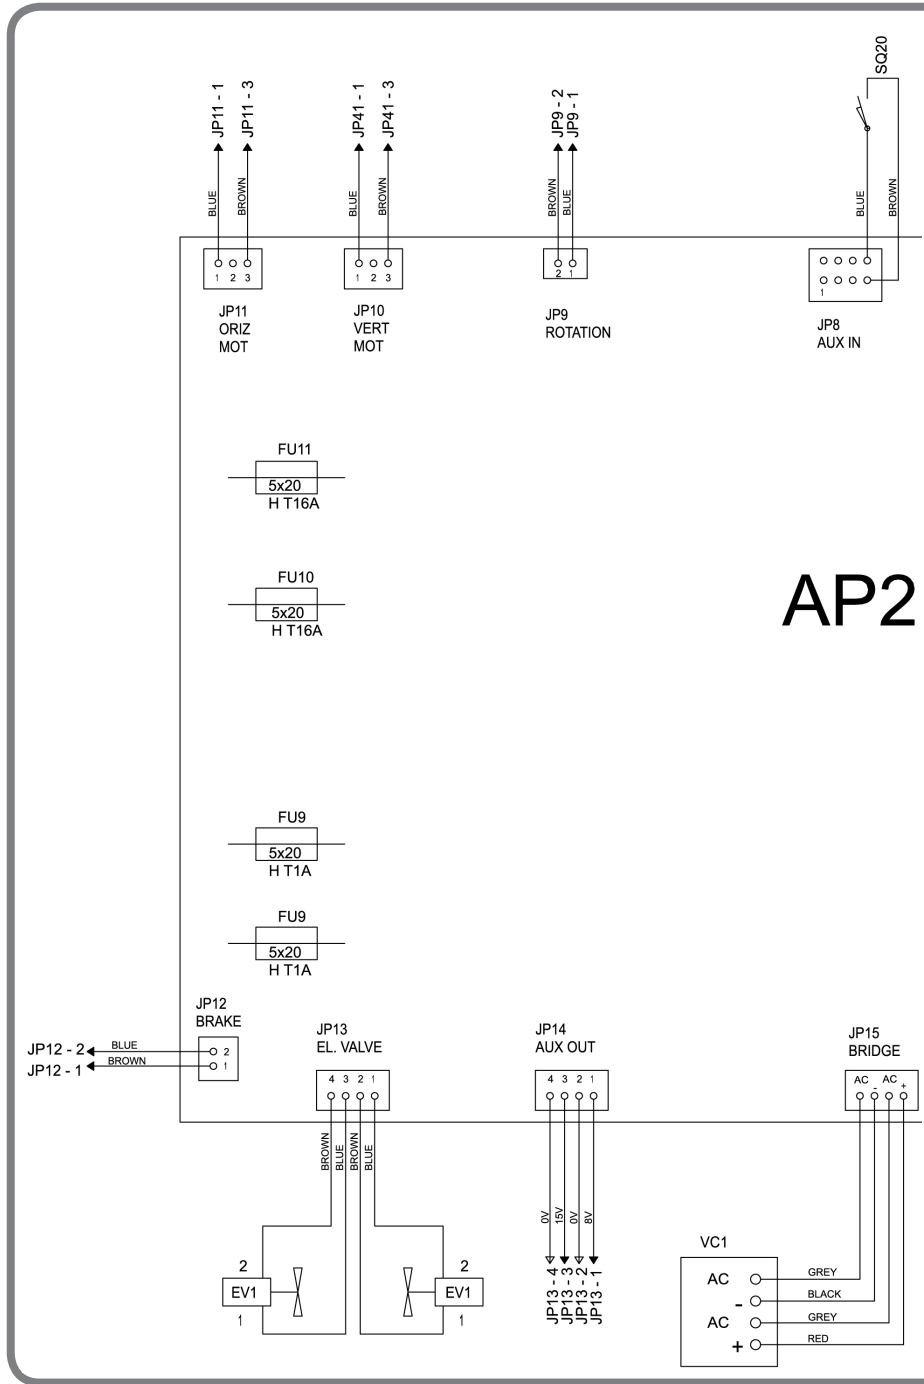 SQ20
JP11 - 1
JP11 - 3
JP41 - 1
JP41 - 3
JP9 - 2
JP9 - 1
BLUE
BROWN
BLUE
BROWN
BROWN
BLUE
BLUE
BROWN
1 2 3
1 2 3
2 1
1
JP11
ORIZ
MOT
JP10
VERT
MOT
JP9
ROTATION
JP8
AUX IN
FU11
5x20
H T16A
FU10
5x20
H T16A
AP2
FU9
5x20
H T1A
FU9
5x20
H T1A
JP12
BRAKE
JP12 - 2
BLUE
2
JP12 - 1
BROWN
1
JP13
EL. VALVE
4 3 2 1
JP14
AUX OUT
4 3 2 1
JP15
BRIDGE
AC - AC +
BROWN
BLUE
BROWN
BLUE
0V
15V
0V
8V
JP13 - 4
JP13 - 3
JP13 - 2
JP13 - 1
2
EV1
1
2
EV1
1
VC1
AC
GREY
-
BLACK
AC
GREY
+
RED